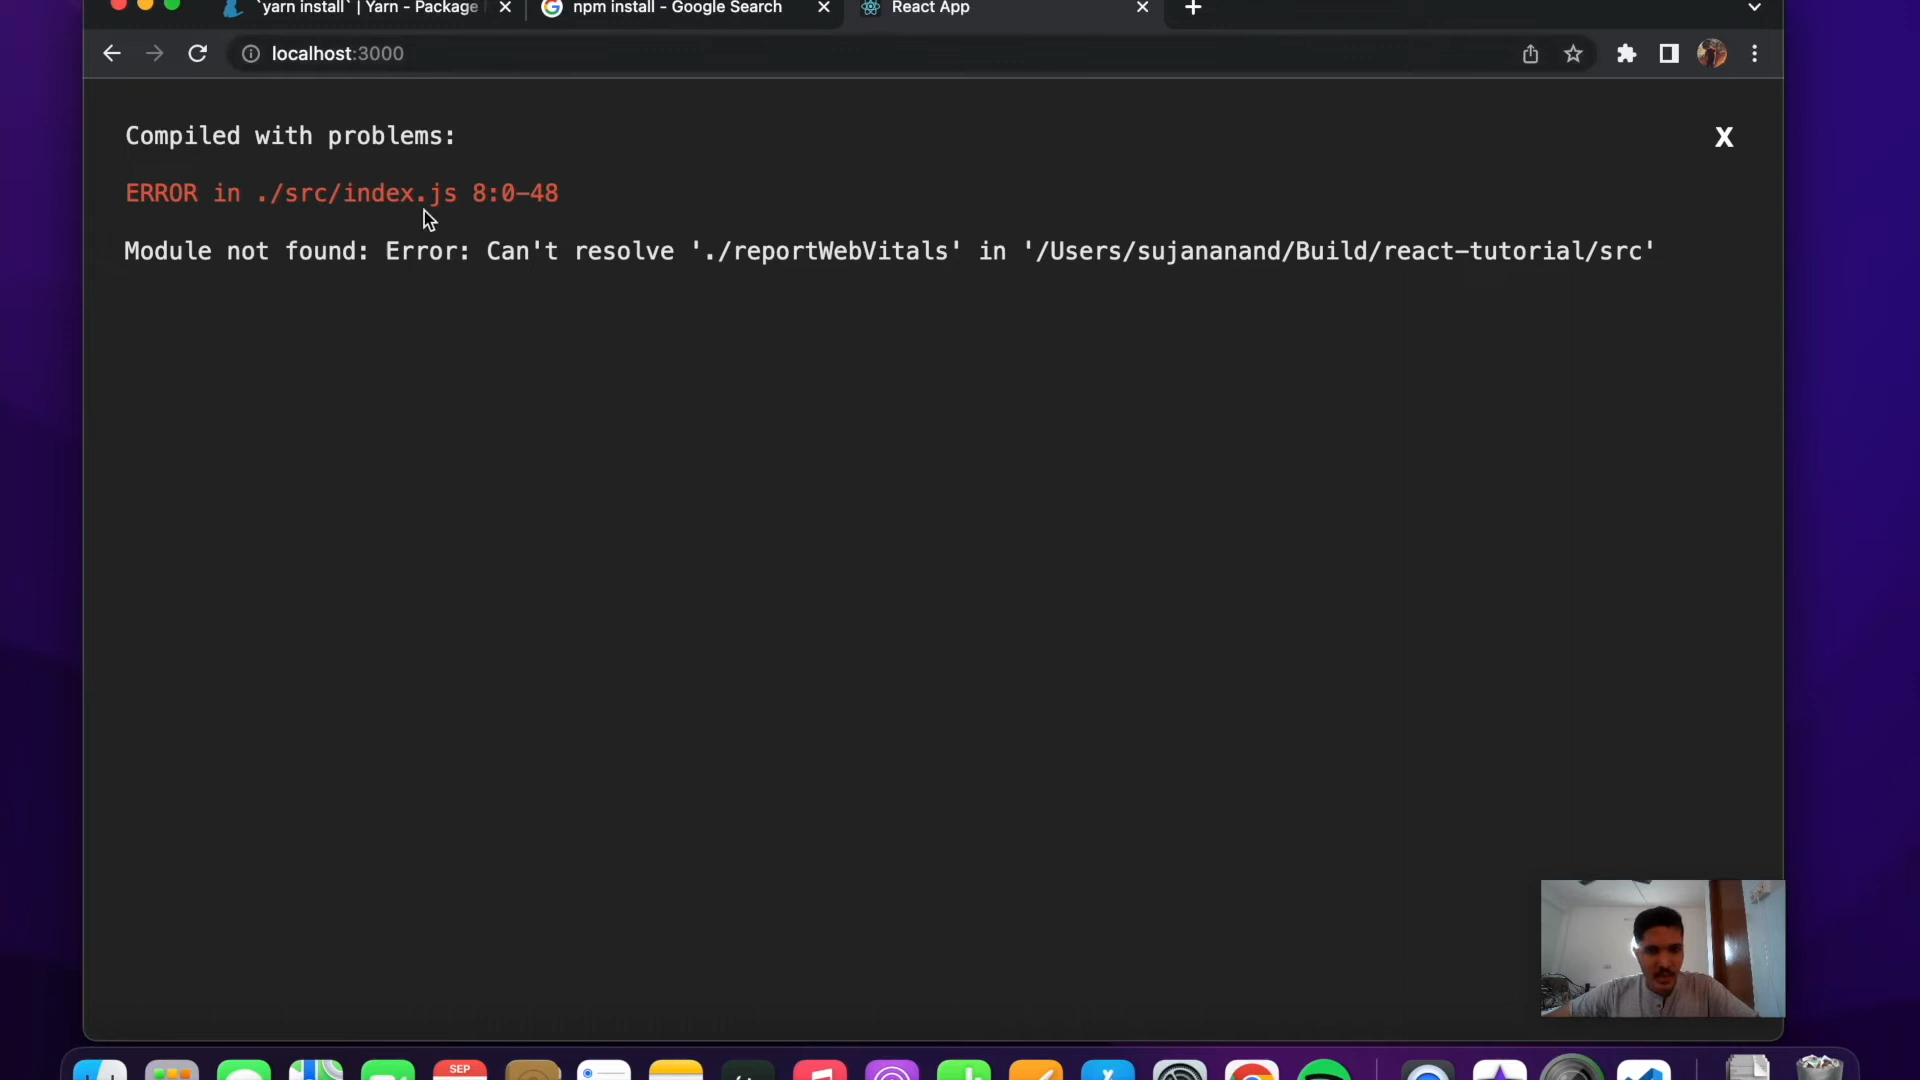 `yarn install` | Yarn - Package
npm install - Google Search
React App
localhost:3000
Compiled with problems:
X
ERROR in ./src/index.js 8:0-48
Module not found: Error: Can't resolve './reportWebVitals' in '/Users/sujananand/Build/react-tutorial/src'
SEP